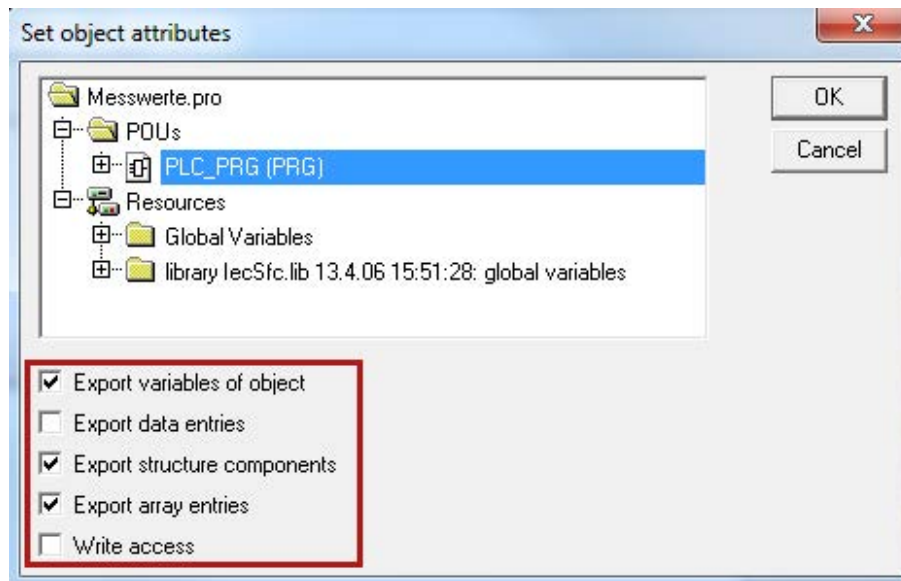 Set object attributes
Messwerte.pro
OK
POUs
Cancel
PLC_PRG (PRG)
Resources
Global Variables
library IecSfc.lib 13.4.06 15:51:28: global variables
Export variables of object
Export data entries
Export structure components
Export array entries
Write access